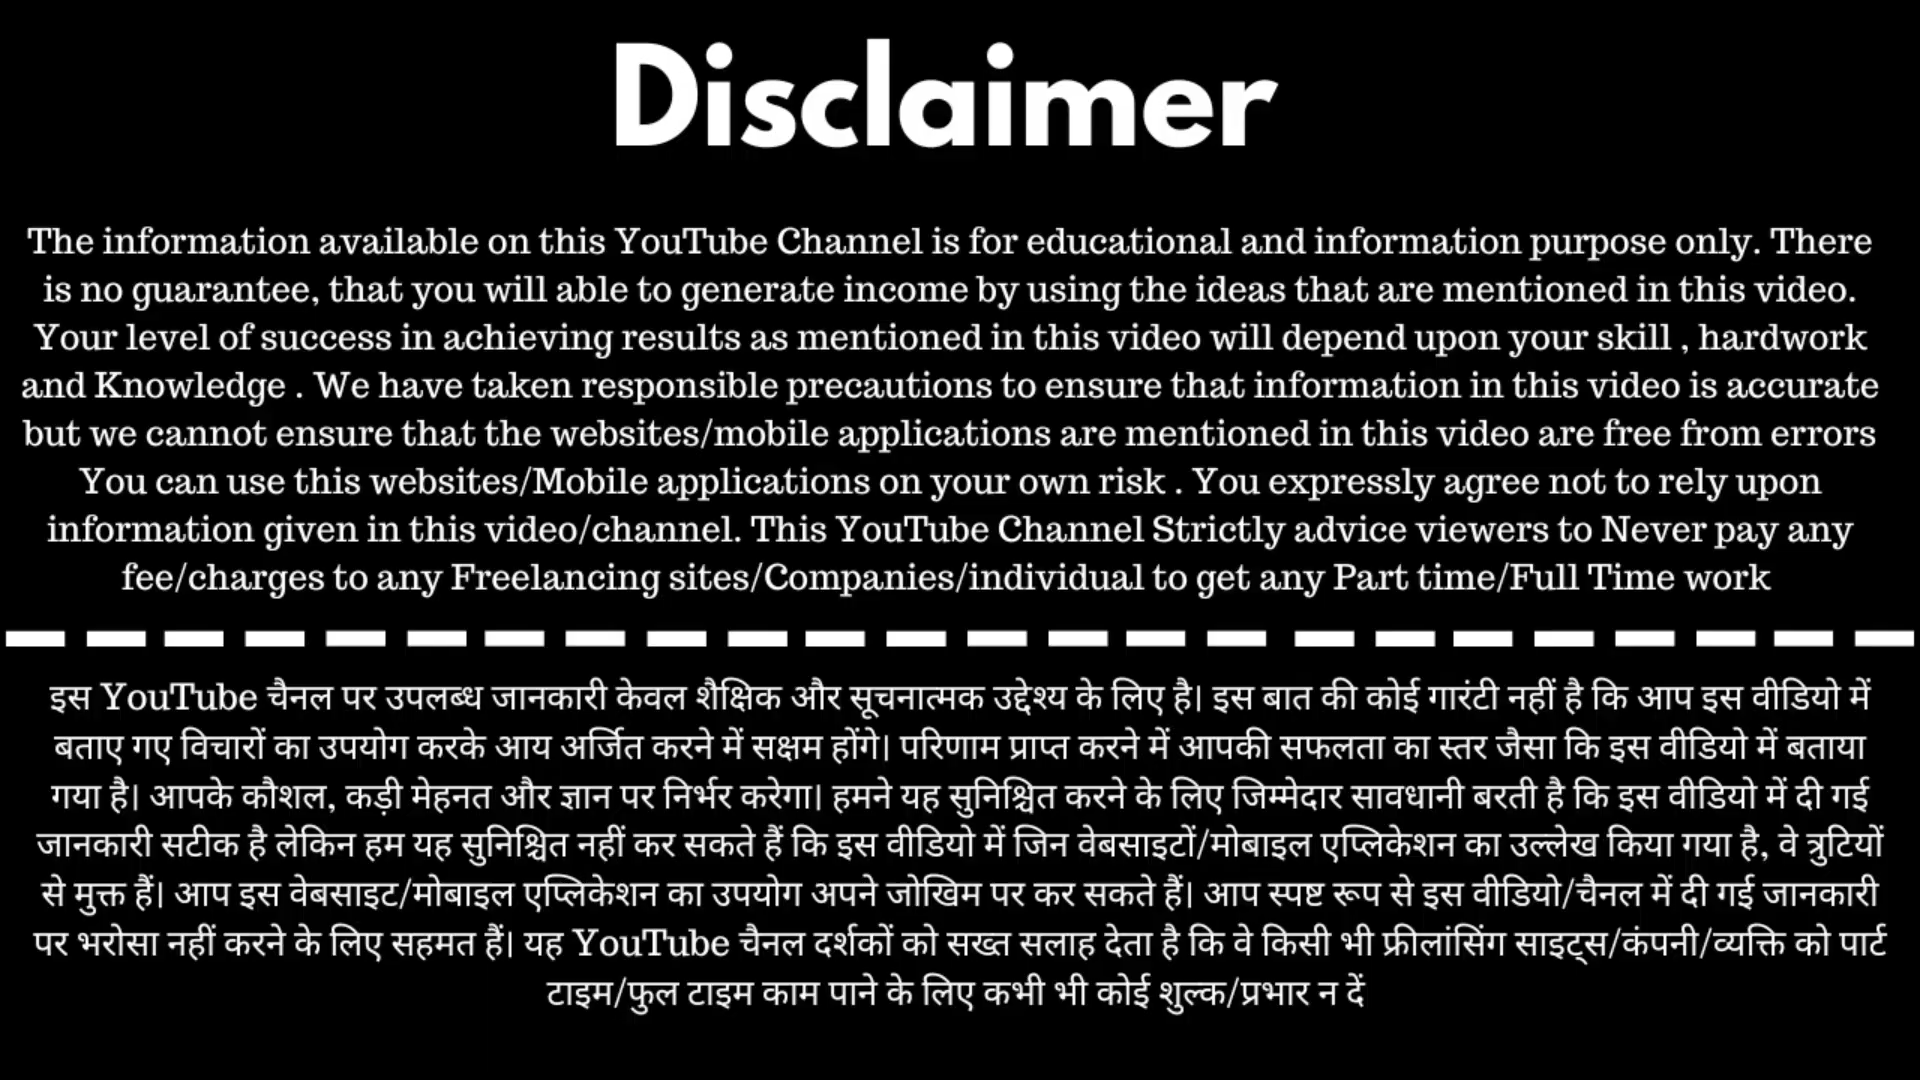 Disclaimer
The information available on this YouTube Channel is for educational and information purpose only. There
is no guarantee, that you will able to generate income by using the ideas that are mentioned in this video.
Your level of success in achieving results as mentioned in this video will depend upon your skill , hardwork
and Knowledge . We have taken responsible precautions to ensure that information in this video is accurate
but we cannot ensure that the websites/mobile applications are mentioned in this video are free from errors
You can use this websites/Mobile applications on your own risk . You expressly agree not to rely upon
information given in this video/channel. This YouTube Channel Strictly advice viewers to Never pay any
fee/charges to any Freelancing sites/Companies/individual to get any Part time/Full Time work
इस YouTube चैनल पर उपलब्ध जानकारी केवल शैक्षिक और सूचनात्मक उद्देश्य के लिए है। इस बात की कोई गारंटी नहीं है कि आप इस वीडियो में
बताए गए विचारों का उपयोग करके आय अर्जित करने में सक्षम होंगे। परिणाम प्राप्त करने में आपकी सफलता का स्तर जैसा कि इस वीडियो में बताया
गया है। आपके कौशल, कड़ी मेहनत और ज्ञान पर निर्भर करेगा। हमने यह सुनिश्चित करने के लिए जिम्मेदार सावधानी बरती है कि इस वीडियो में दी गई
जानकारी सटीक है लेकिन हम यह सुनिश्चित नहीं कर सकते हैं कि इस वीडियो में जिन वेबसाइटों/मोबाइल एप्लिकेशन का उल्लेख किया गया है, वे त्रुटियों
से मुक्त हैं। आप इस वेबसाइट/मोबाइल एप्लिकेशन का उपयोग अपने जोखिम पर कर सकते हैं। आप स्पष्ट रूप से इस वीडियो/चैनल में दी गई जानकारी
पर भरोसा नहीं करने के लिए सहमत हैं। यह YouTube चैनल दर्शकों को सख्त सलाह देता है कि वे किसी भी फ्रीलांसिंग साइट्स/कंपनी/व्यक्ति को पार्ट
टाइम/फुल टाइम काम पाने के लिए कभी भी कोई शुल्क/प्रभार न दें